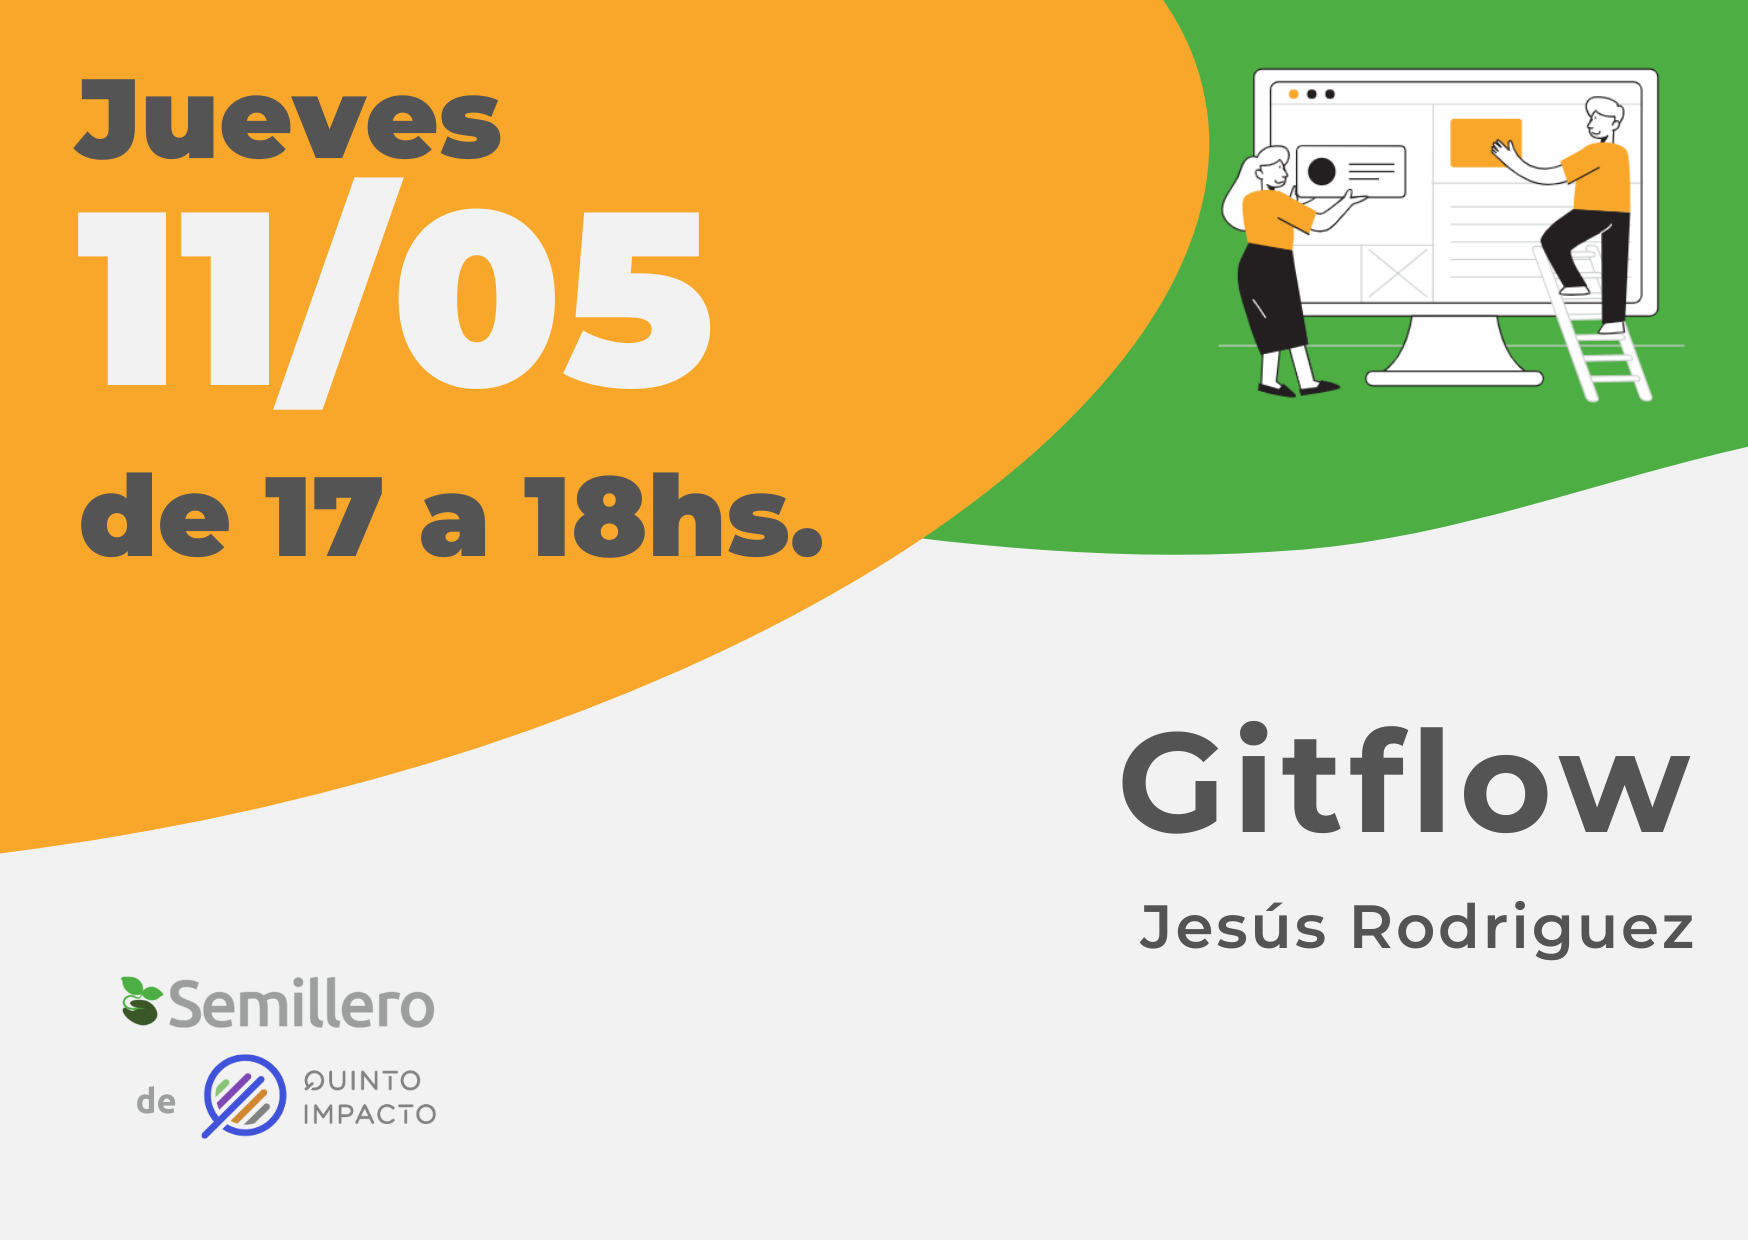 Jueves
11/05
de 17 a 18hs.
Gitflow
Jesús Rodriguez
Semillero
de QUINTO
IMPACTO